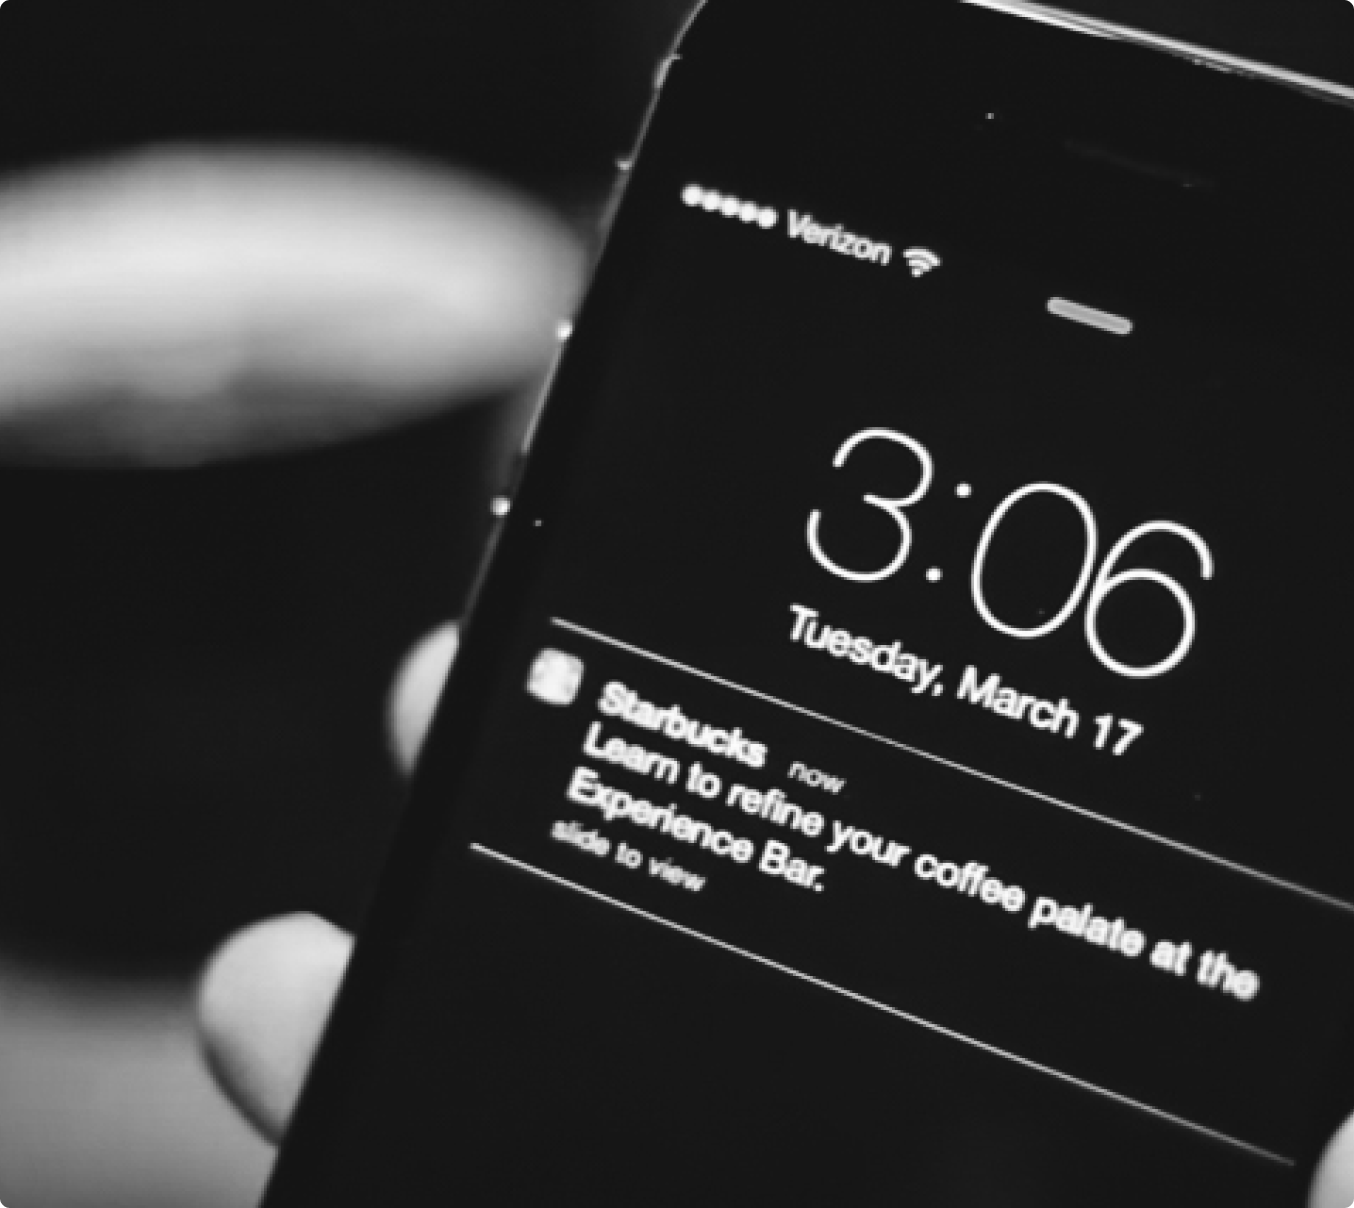 Verizon
3:06
Tuesday, March 17
Starbucks now
Learn to refine your coffee palate at the
Experience Bar.
slide to view